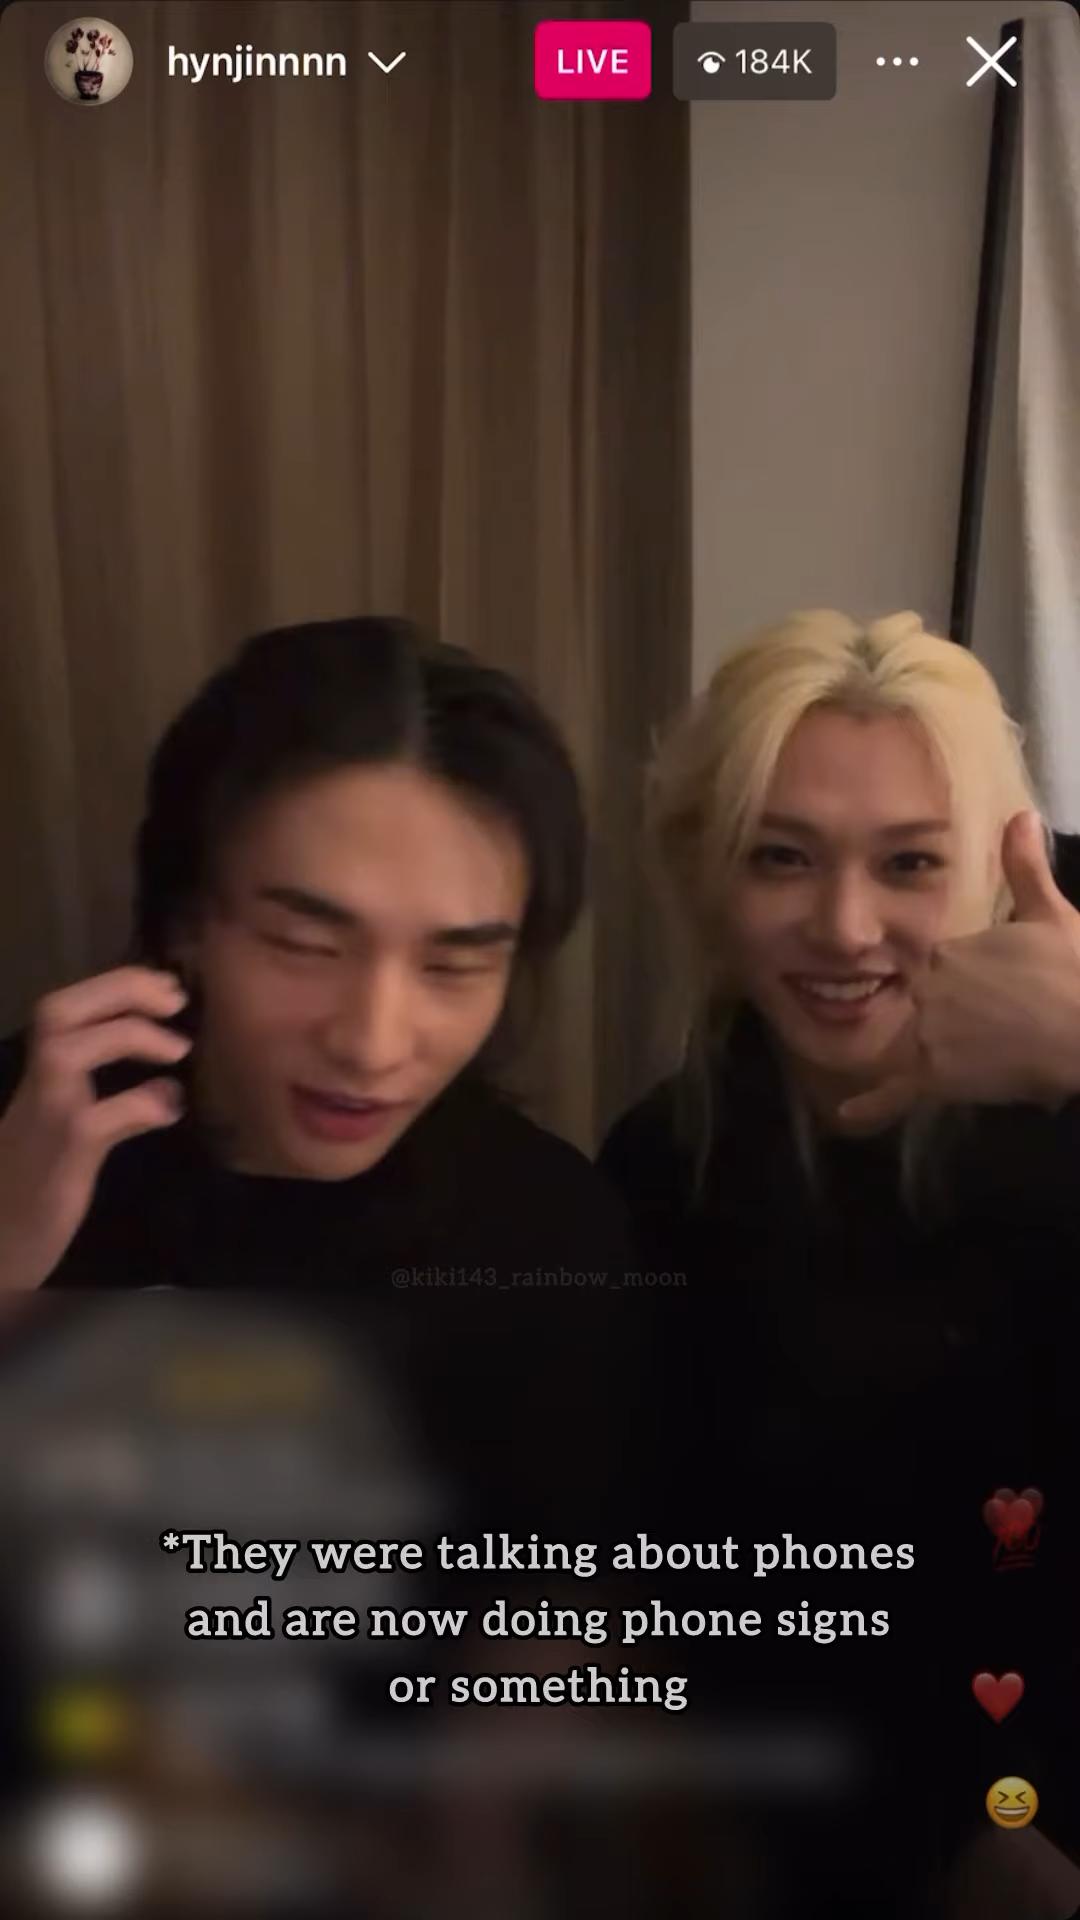 hynjinnnn
LIVE
184K
@kiki143_rainbow_moon
*They were talking about phones
and are now doing phone signs
or something